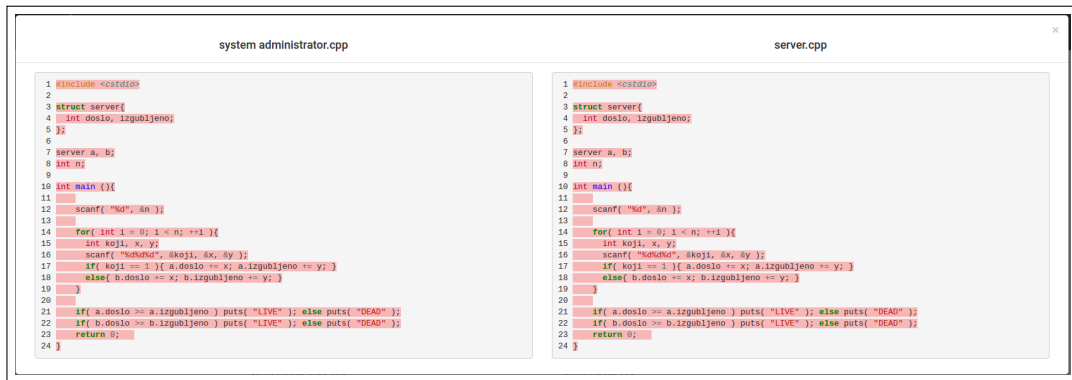 ×
system administrator.cpp
1 #include <cstdio>
2
3 struct server{
4 int doslo, izgubljeno;
5 };
6
7 server a, b;
8 int n;
9
10 int main (){
11
12 scanf( "%d", &n );
13
14 for( int i = 0; i < n; ++i ){
15 int koji, x, y;
16 scanf( "%d%d%d", &koji, &x, &y );
17 if( koji == 1 ){ a.doslo += x; a.izgubljeno += y; }
18 else{ b.doslo += x; b.izgubljeno += y; }
19 }
20
21 if( a.doslo >= a.izgubljeno ) puts( "LIVE" ); else puts( "DEAD" );
22 if( b.doslo >= b.izgubljeno ) puts( "LIVE" ); else puts( "DEAD" );
23 return 0;
24 }
server.cpp
1 #include <cstdio>
2
3 struct server{
4 int doslo, izgubljeno;
5 };
6
7 server a, b;
8 int n;
9
10 int main (){
11
12 scanf( "%d", &n );
13
14 for( int i = 0; i < n; ++i ){
15 int koji, x, y;
16 scanf( "%d%d%d", &koji, &x, &y );
17 if( koji == 1 ){ a.doslo += x; a.izgubljeno += y; }
18 else{ b.doslo += x; b.izgubljeno += y; }
19 }
20
21 if( a.doslo >= a.izgubljeno ) puts( "LIVE" ); else puts( "DEAD" );
22 if( b.doslo >= b.izgubljeno ) puts( "LIVE" ); else puts( "DEAD" );
23 return 0;
24 }